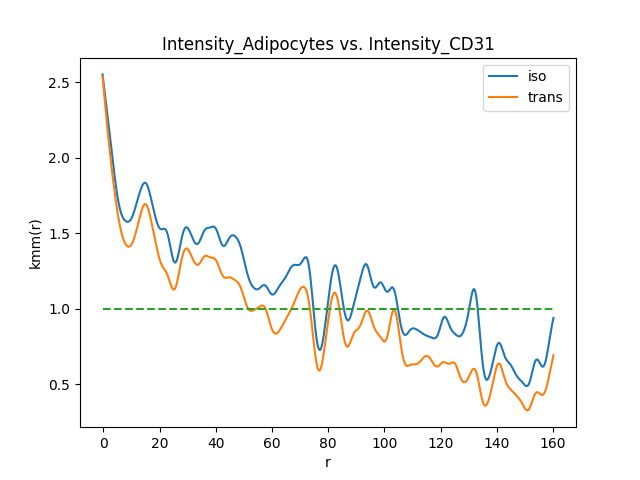 Intensity_Adipocytes vs. Intensity_CD31
iso
trans
kmm(r)
2.5
2.0
1.5
1.0
0.5
0 20 40 60 80 100 120 140 160
r